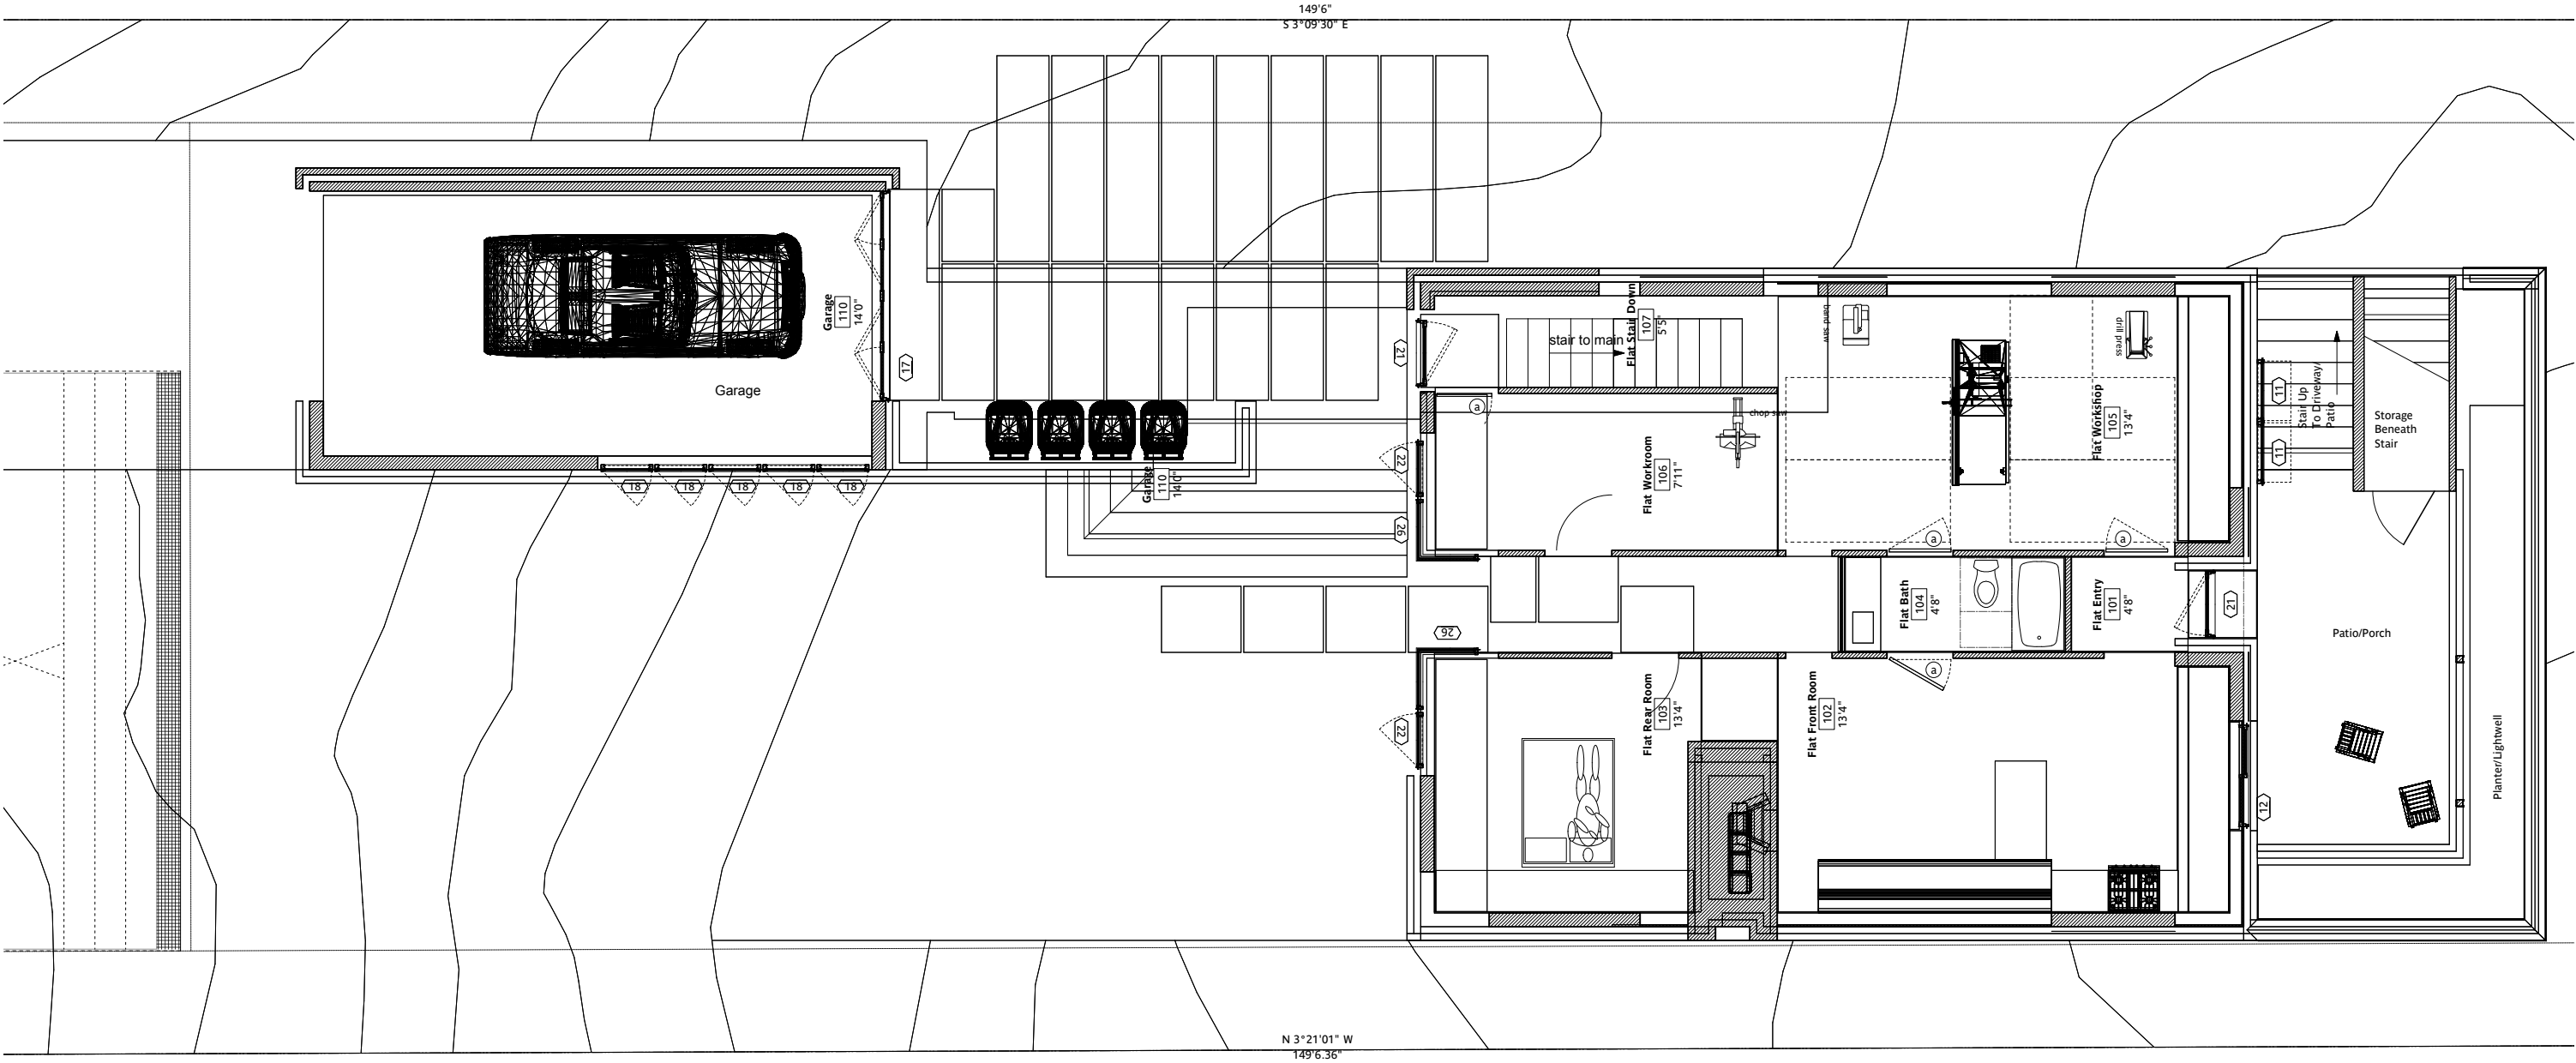 149'6"
S 3°09'30" E
Garage
110
14'0"
17
Garage
18
18
18
18
18
Garage
110
14'0"
21
22
26
26
22
stair to main
Flat Stair Down
107
5'5"
band saw
drill press
a
chop saw
Flat Workroom
106
7'11"
Flat Workshop
105
13'4"
a
a
Flat Bath
104
4'8"
Flat Entry
101
4'8"
21
a
Flat Rear Room
103
13'4"
Flat Front Room
102
13'4"
12
11
11
Stair Up
To Driveway/
Patio
Storage
Beneath
Stair
Patio/Porch
Planter/Lightwell
N 3°21'01" W
149'6.36"